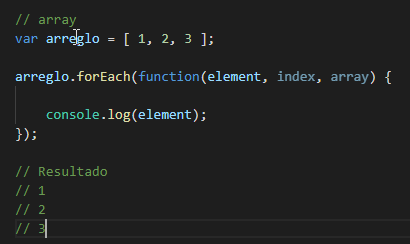 // array
var arreglo = [ 1, 2, 3 ];
arreglo.forEach(function(element, index, array) {
console.log(element);
});
// Resultado
// 1
// 2
// 3